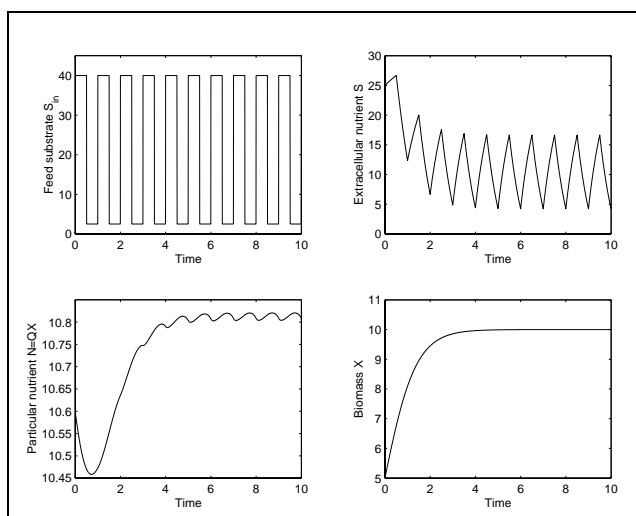 Feed substrate S_in
40
30
20
10
0
0 2 4 6 8 10
Time
Extracellular nutrient S
30
25
20
15
10
5
0
0 2 4 6 8 10
Time
Particular nutrient N=QX
10.8
10.75
10.7
10.65
10.6
10.55
10.5
10.45
0 2 4 6 8 10
Time
Biomass X
11
10
9
8
7
6
5
0 2 4 6 8 10
Time